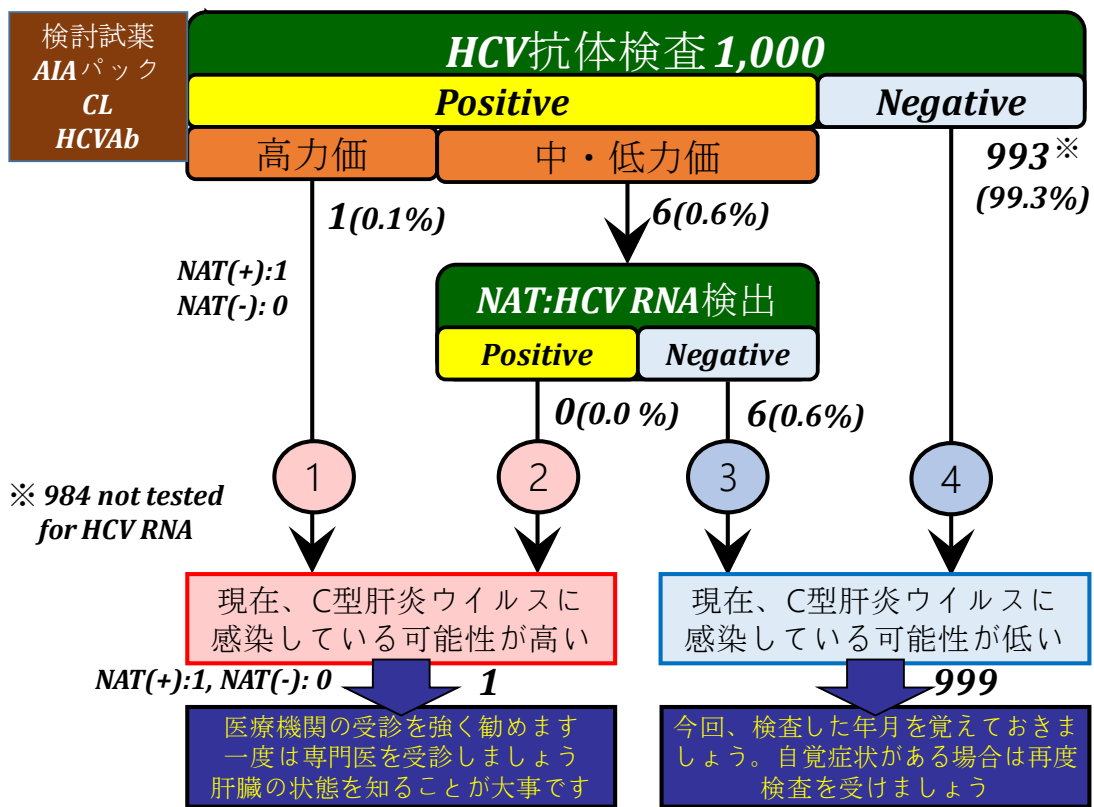 検討試薬
AIAパック
CL
HCVAb
HCV抗体検査 1,000
Positive
Negative
高力価
中・低力価
993※
(99.3%)
1(0.1%)
6(0.6%)
NAT(+):1
NAT(-): 0
NAT:HCV RNA検出
Positive
Negative
0(0.0 %)
6(0.6%)
1
2
3
4
※ 984 not tested
for HCV RNA
現在、C型肝炎ウイルスに
感染している可能性が高い
現在、C型肝炎ウイルスに
感染している可能性が低い
NAT(+):1, NAT(-): 0
1
999
医療機関の受診を強く勧めます
一度は専門医を受診しましょう
肝臓の状態を知ることが大事です
今回、検査した年月を覚えておきま
しょう。自覚症状がある場合は再度
検査を受けましょう